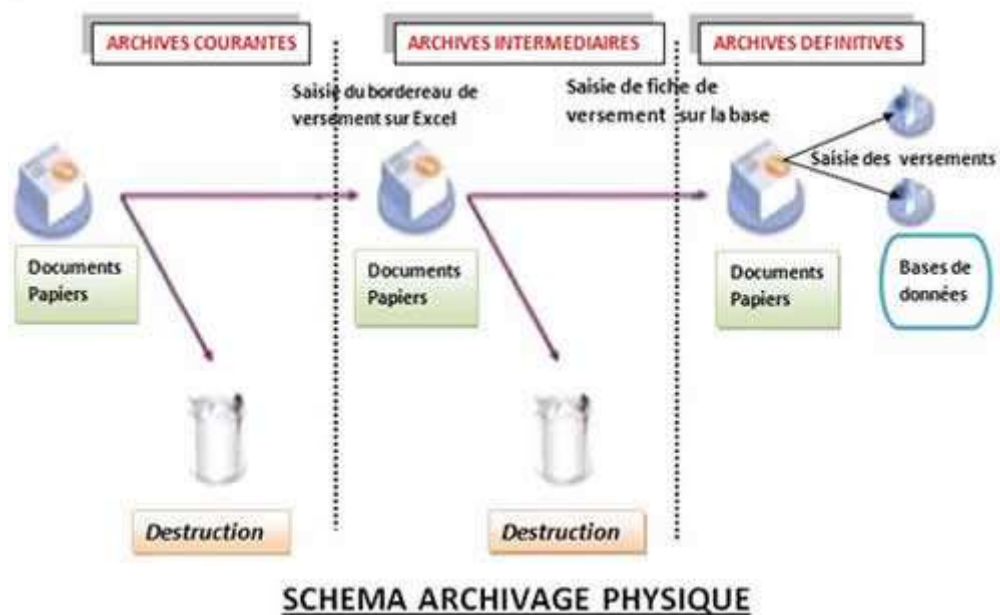 ARCHIVES COURANTES
ARCHIVES INTERMEDIAIRES
ARCHIVES DEFINITIVES
Saisie du bordereau de
versement sur Excel
Saisie de fiche de
versement sur la base
Saisie des versements
Documents
Papiers
Documents
Papiers
Documents
Papiers
Bases de
données
Destruction
Destruction
SCHEMA ARCHIVAGE PHYSIQUE